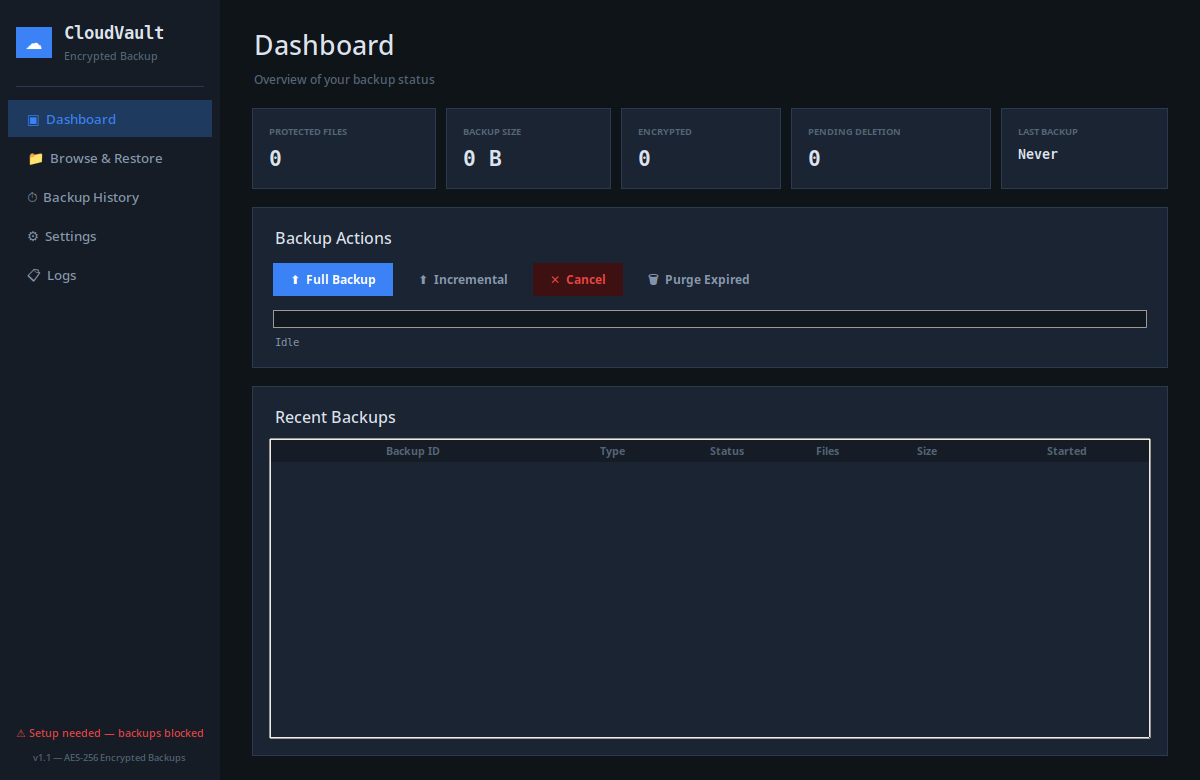 CloudVault
Encrypted Backup
Dashboard
Browse & Restore
Backup History
Settings
Logs
⚠ Setup needed — backups blocked
v1.1 — AES-256 Encrypted Backups
Dashboard
Overview of your backup status
PROTECTED FILES BACKUP SIZE ENCRYPTED PENDING DELETION LAST BACKUP
0 0 B 0 0 Never
Backup Actions
⬆ Full Backup ⬆ Incremental ✕ Cancel 🗑 Purge Expired
Idle
Recent Backups
Backup ID Type Status Files Size Started